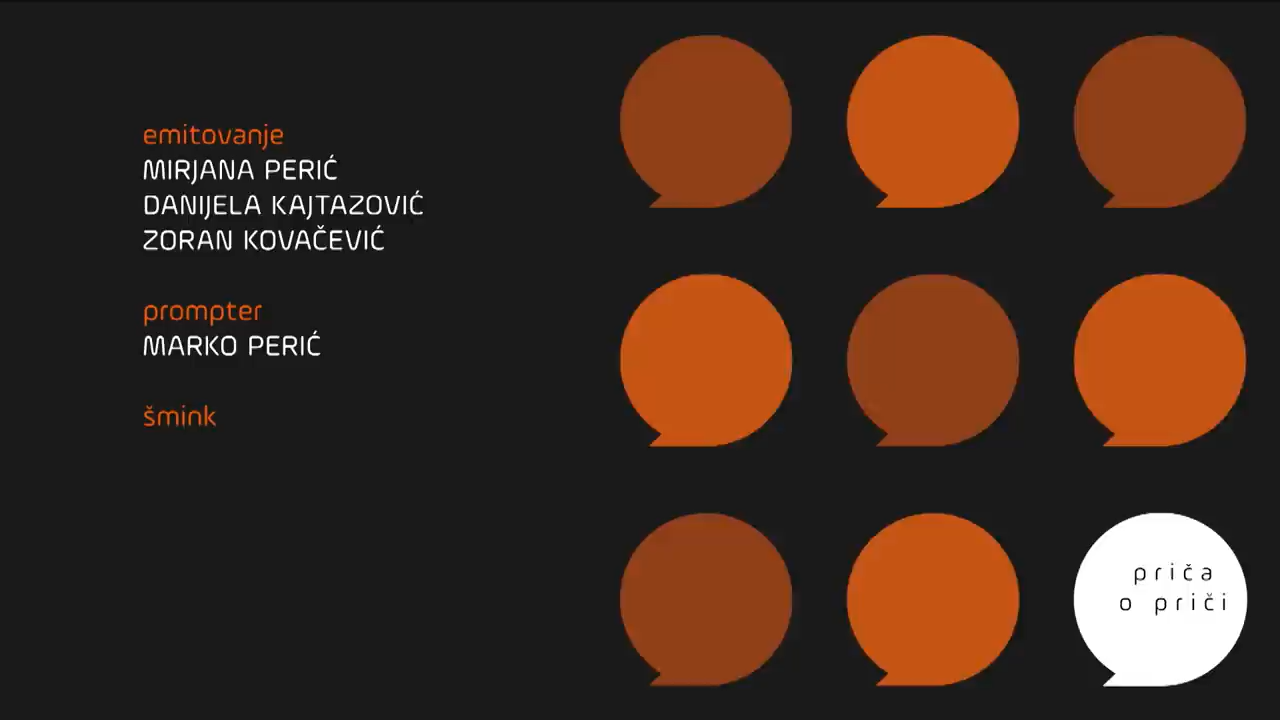 emitovanje
MIRJANA PERIĆ
DANIJELA KAJTAZOVIĆ
ZORAN KOVAČEVIĆ
prompter
MARKO PERIĆ
šmink
priča
o priči